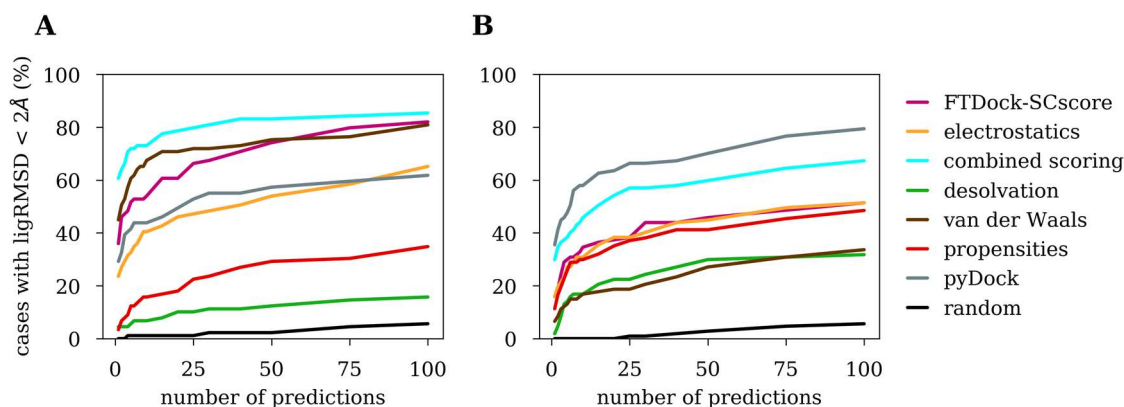 A
B
cases with ligRMSD < 2Å (%)
100
80
60
40
20
0
0
25
50
75
100
number of predictions
100
80
60
40
20
0
0
25
50
75
100
number of predictions
FTDock-SCscore
electrostatics
combined scoring
desolvation
van der Waals
propensities
pyDock
random